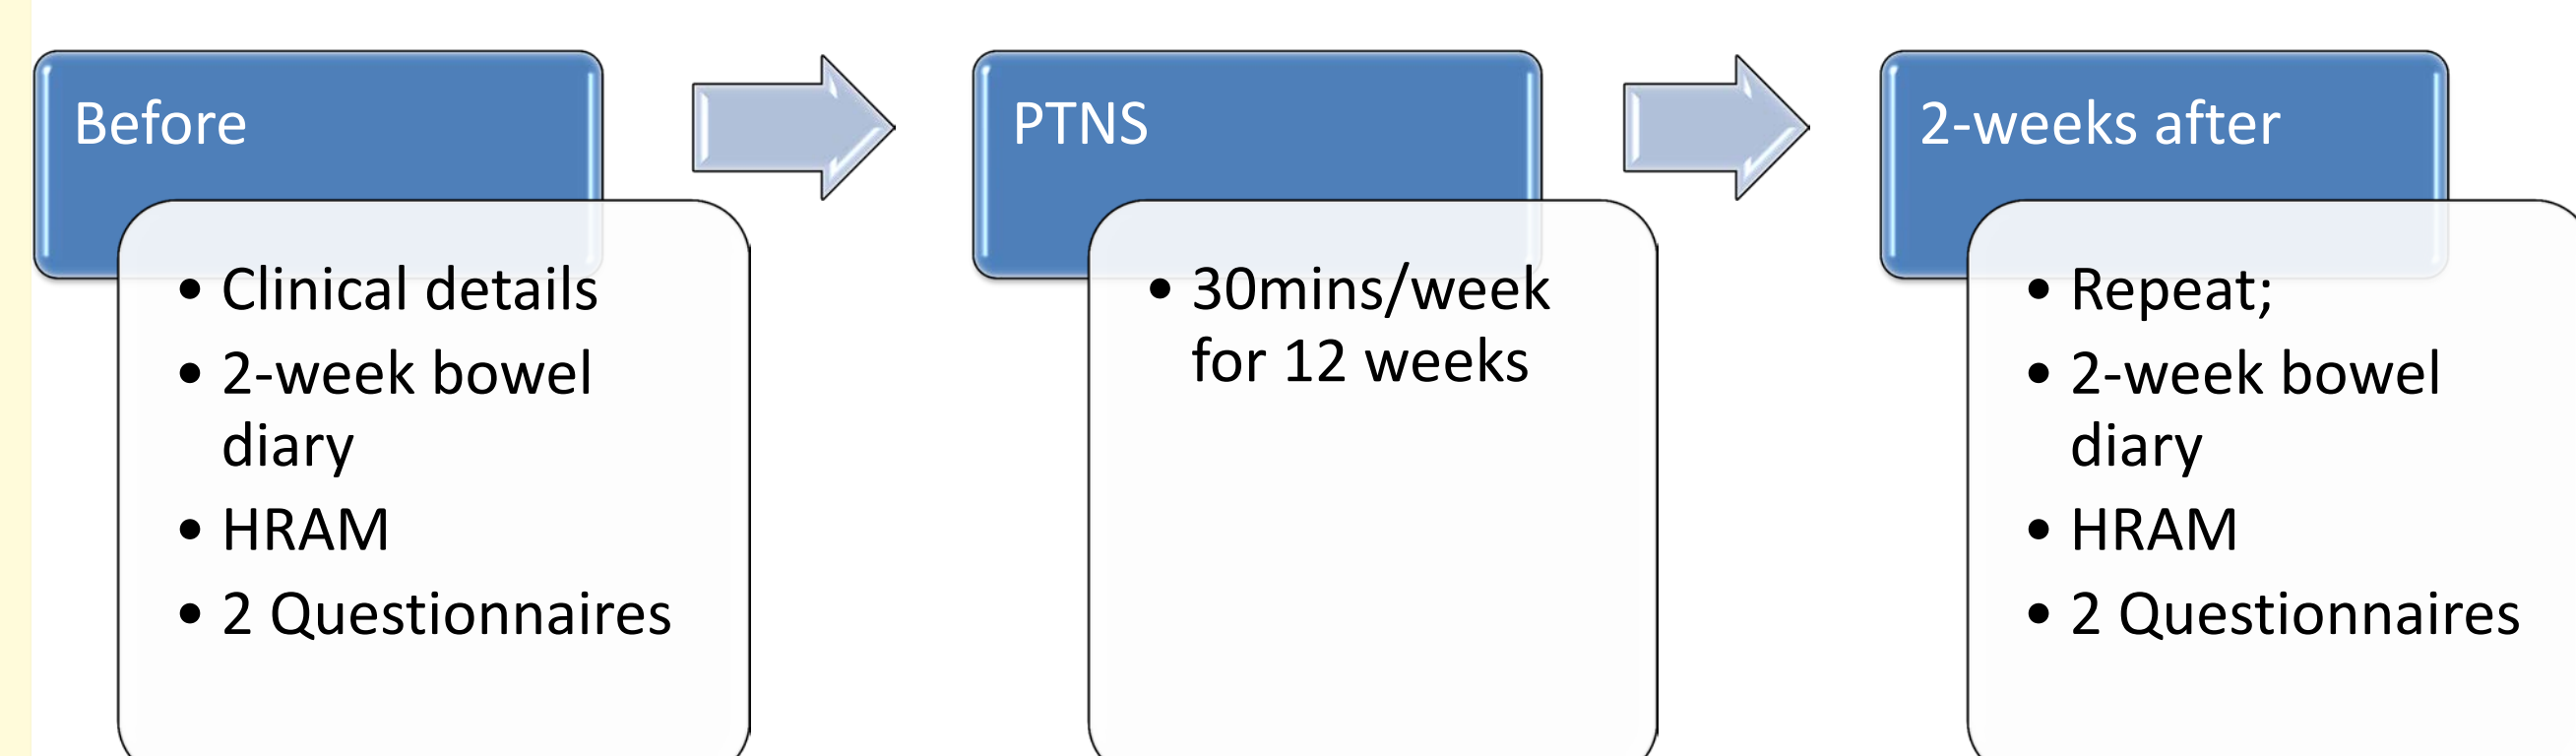 Before
• Clinical details
• 2-week bowel
diary
• HRAM
• 2 Questionnaires
PTNS
• 30mins/week
for 12 weeks
2-weeks after
• Repeat;
• 2-week bowel
diary
• HRAM
• 2 Questionnaires